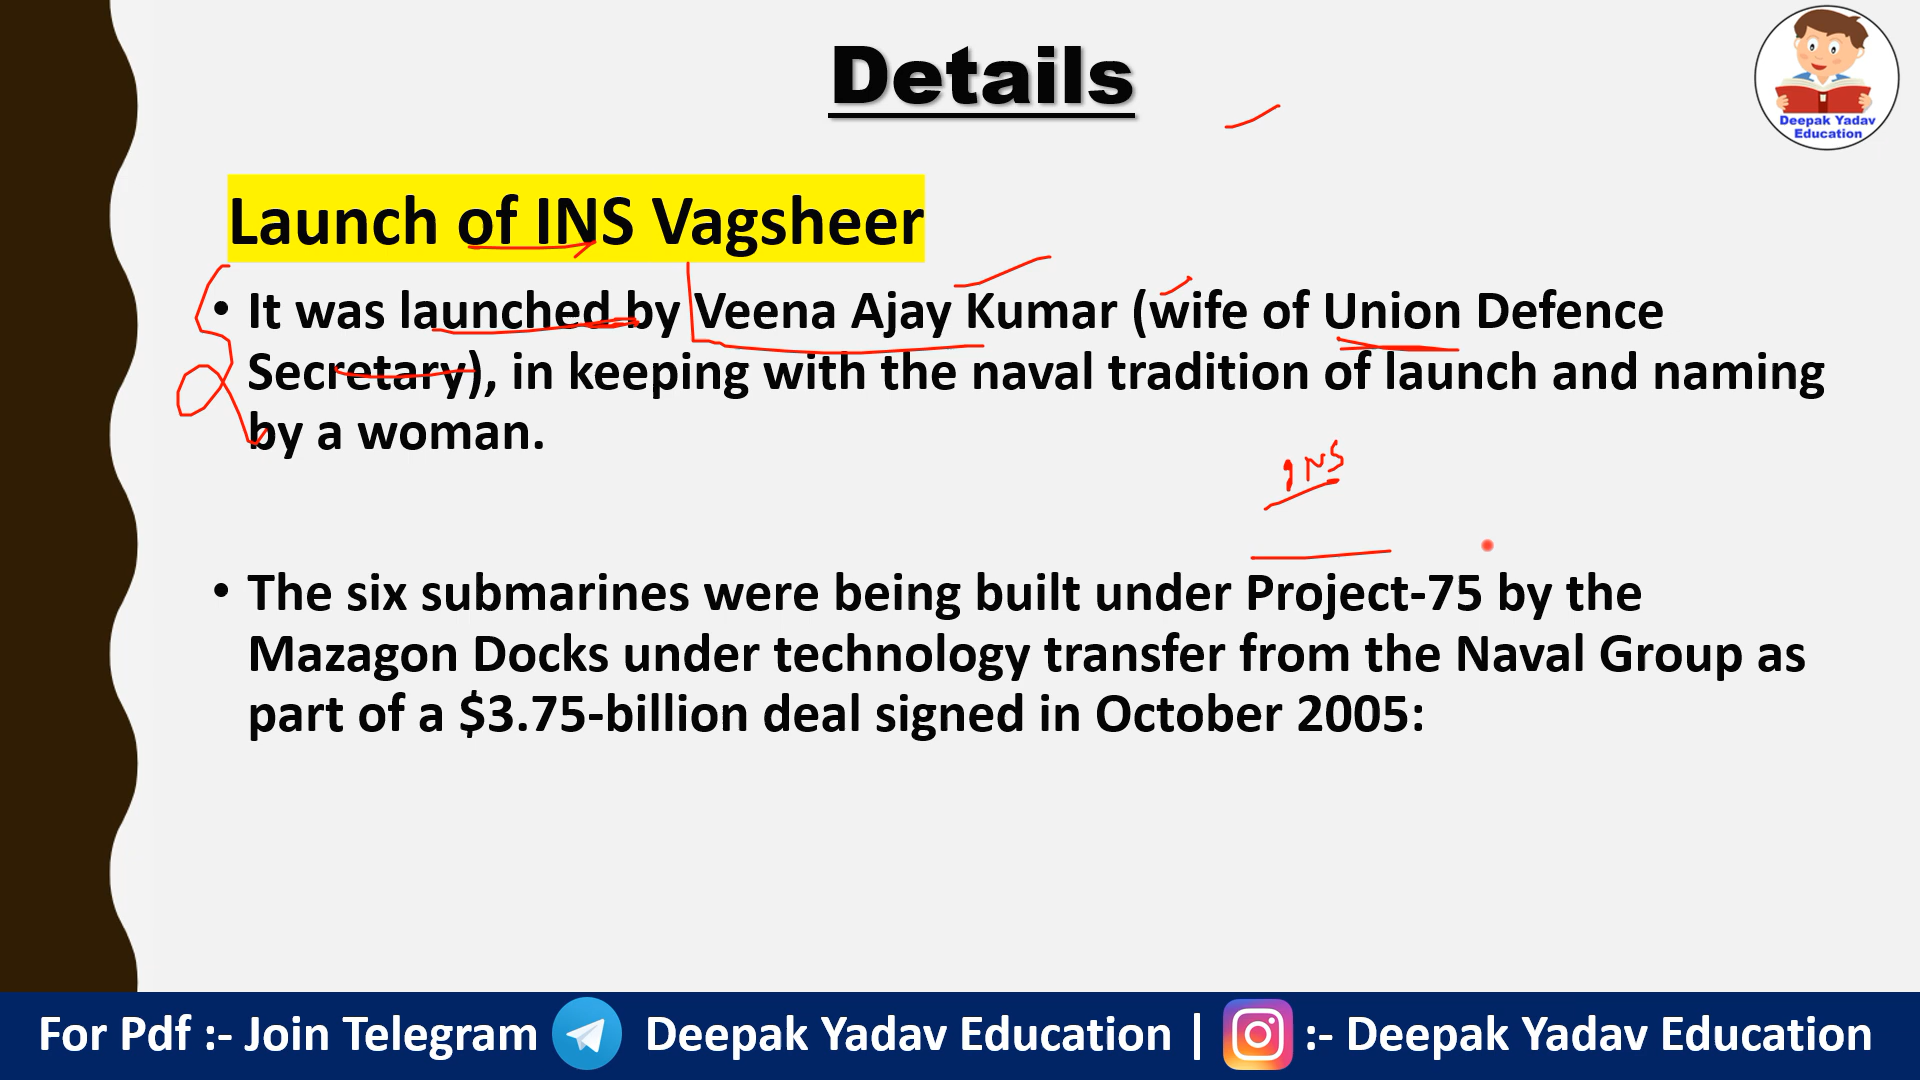 Details
Deepak Yadav
Education
Launch of INS Vagsheer
• It was launched by Veena Ajay Kumar (wife of Union Defence
Secretary), in keeping with the naval tradition of launch and naming
by a woman.
INS
• The six submarines were being built under Project-75 by the
Mazagon Docks under technology transfer from the Naval Group as
part of a $3.75-billion deal signed in October 2005:
For Pdf :- Join Telegram Deepak Yadav Education | :- Deepak Yadav Education